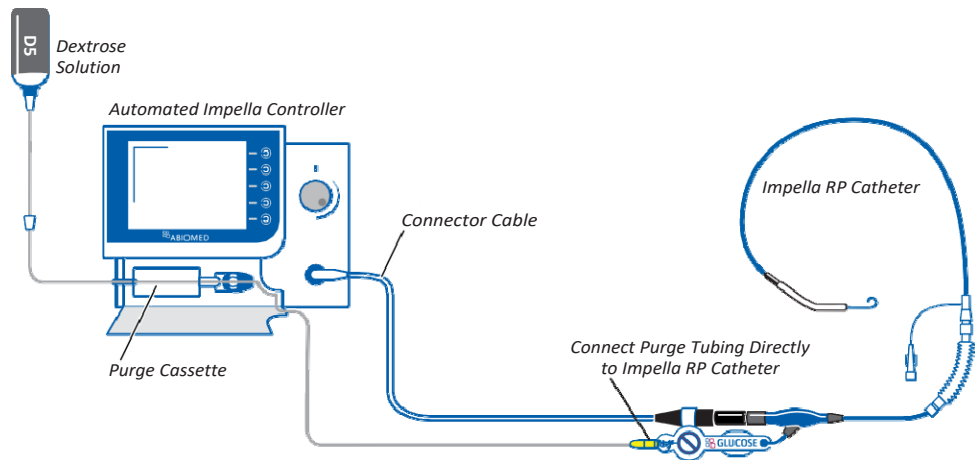 D5
Dextrose
Solution
Automated Impella Controller
Impella RP Catheter
Connector Cable
ABIOMED
Purge Cassette
Connect Purge Tubing Directly
to Impella RP Catheter
GLUCOSE